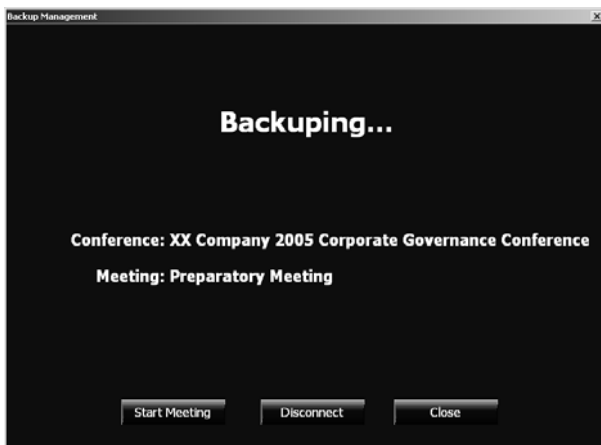 Backup Management
Backuping...
Conference: XX Company 2005 Corporate Governance Conference
Meeting: Preparatory Meeting
Start Meeting Disconnect Close